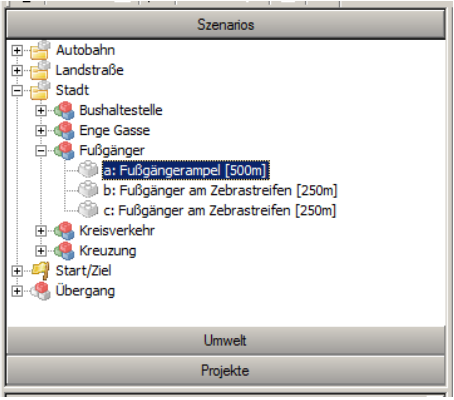 Szenarios
Autobahn
Landstraße
Stadt
Bushaltestelle
Enge Gasse
Fußgänger
a: Fußgängerampel [500m]
b: Fußgänger am Zebrastreifen [250m]
c: Fußgänger am Zebrastreifen [250m]
Kreisverkehr
Kreuzung
Start/Ziel
Übergang
Umwelt
Projekte